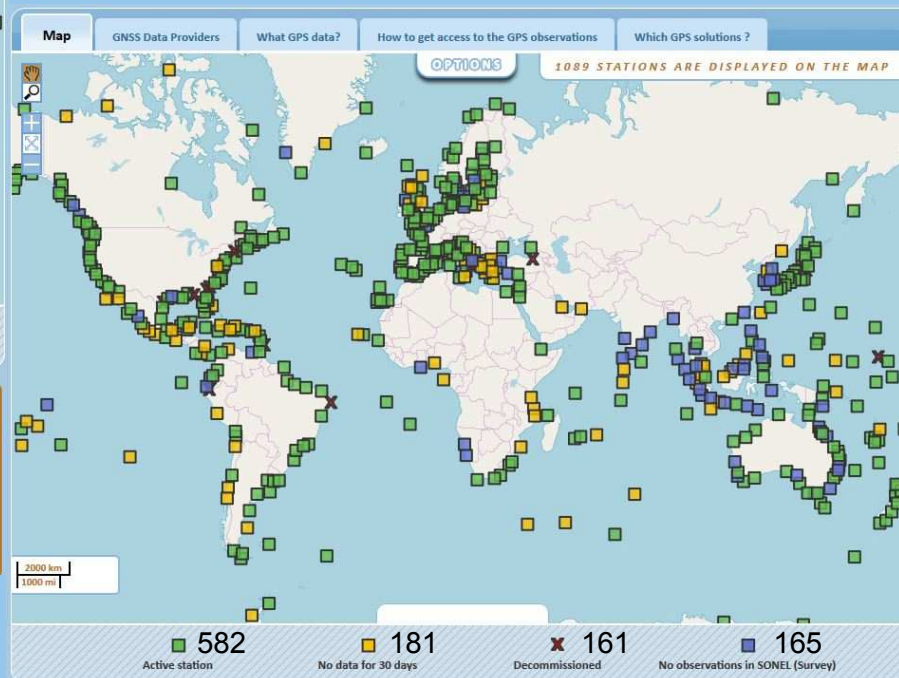 Map
GNSS Data Providers
What GPS data?
How to get access to the GPS observations
Which GPS solutions ?
OPTIONS
1089 STATIONS ARE DISPLAYED ON THE MAP
2000 km
1000 mi
582
Active station
181
No data for 30 days
161
Decommissioned
165
No observations in SONEL (Survey)